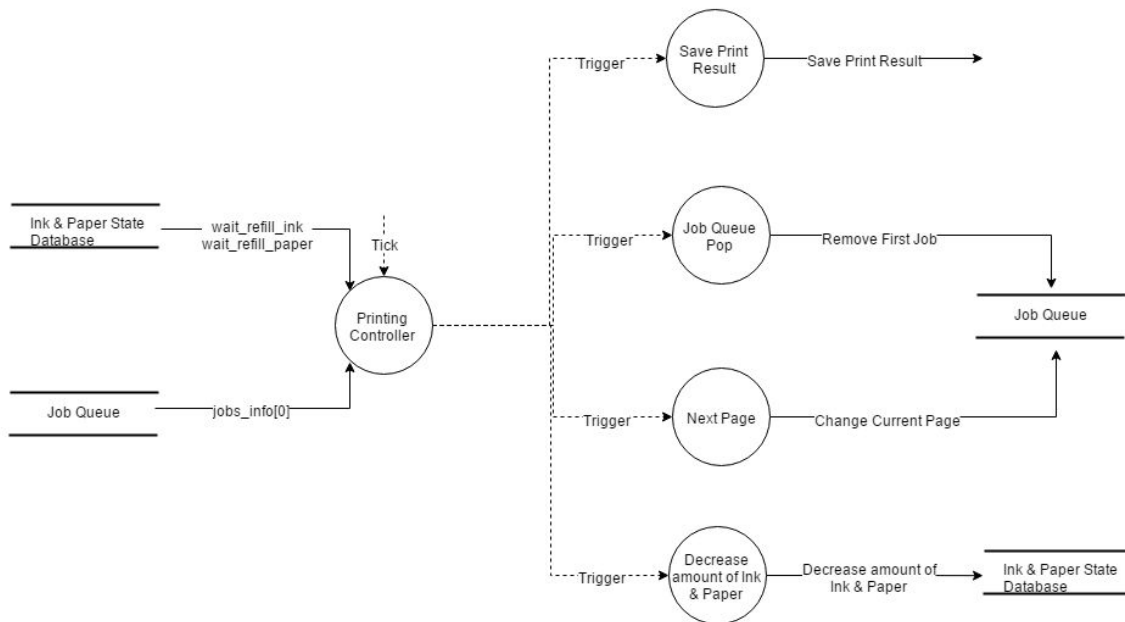 Save Print
Result
Trigger
Save Print Result
Ink & Paper State
Database
wait_refill_ink
wait_refill_paper
Tick
Trigger
Job Queue
Pop
Remove First Job
Printing
Controller
Job Queue
Job Queue
jobs_info[0]
Trigger
Next Page
Change Current Page
Trigger
Decrease
amount of Ink
& Paper
Decrease amount of
Ink & Paper
Ink & Paper State
Database